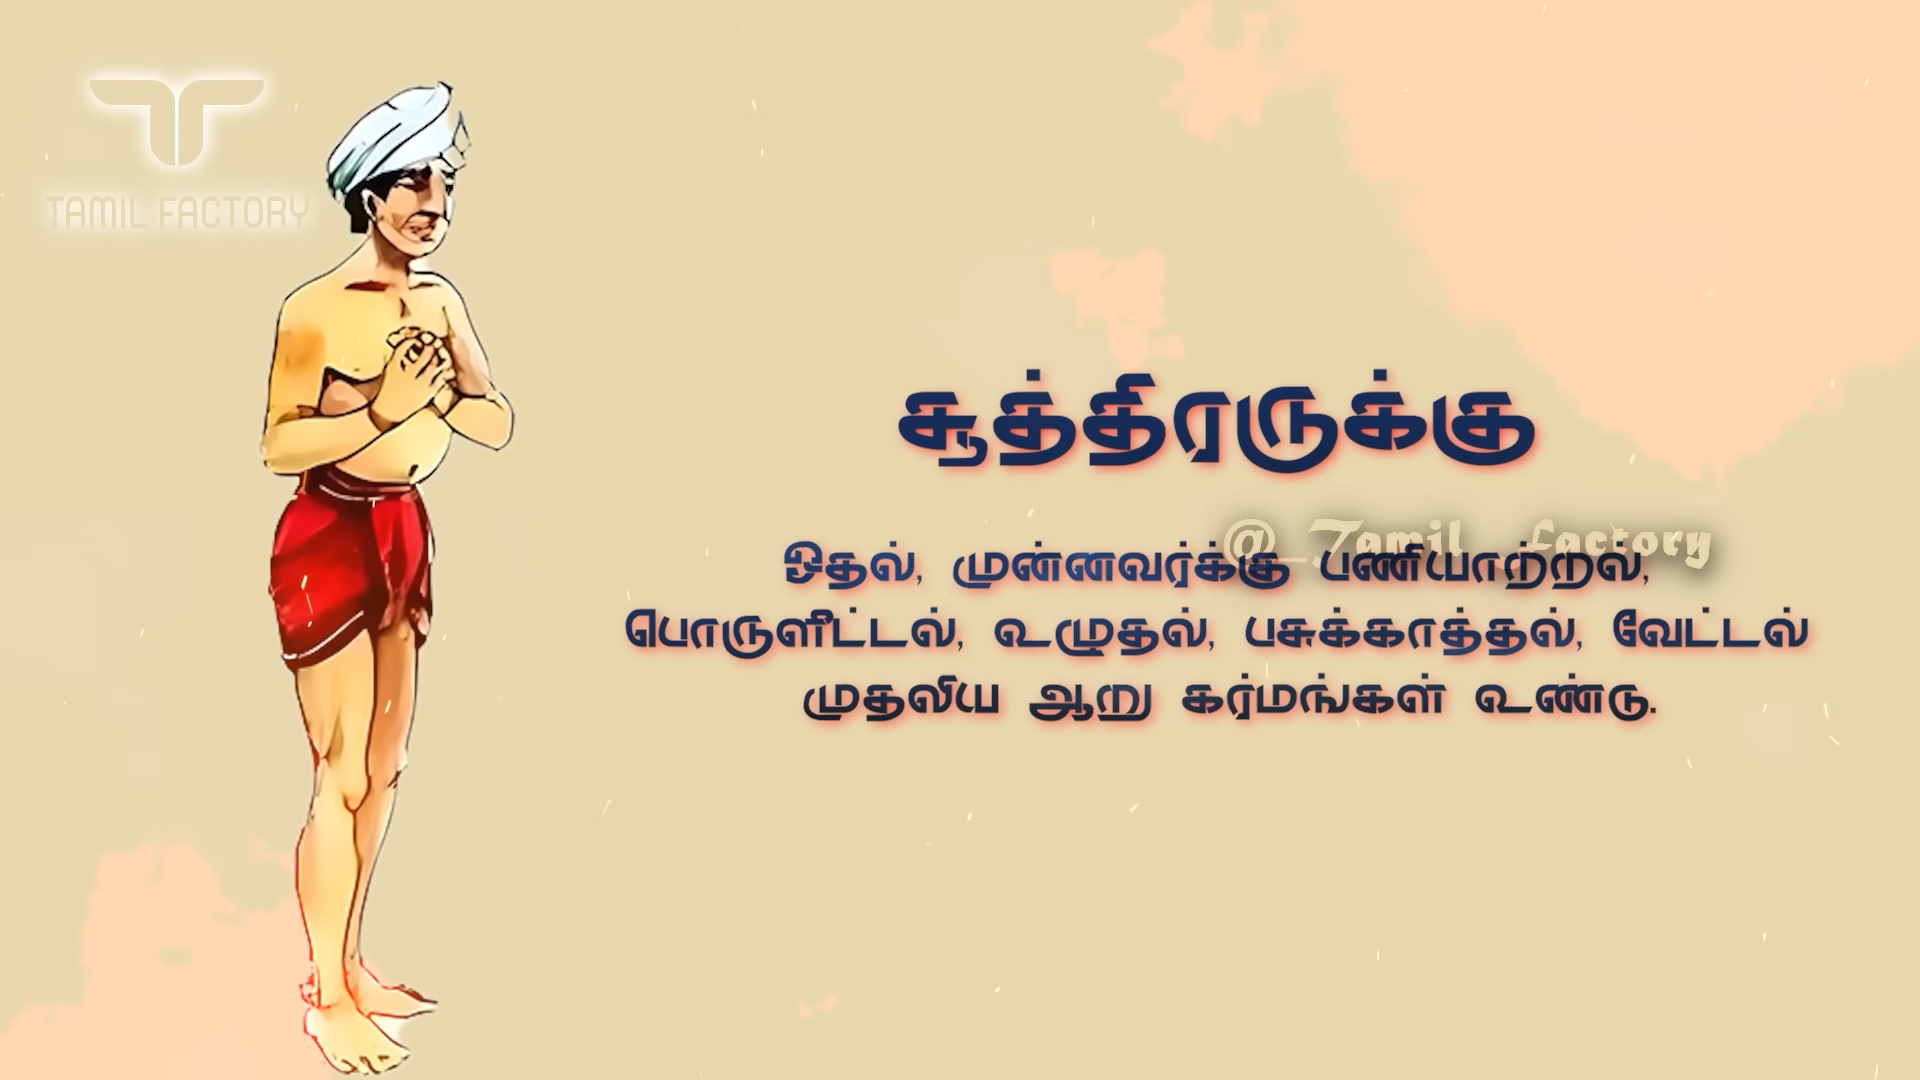 TAMIL FACTORY
சூத்திரருக்கு
@_Tamil_Factory
ஓதல், முன்னவர்க்கு பணியாற்றல்,
பொருளீட்டல், உழுதல், பசுக்காத்தல், வேட்டல்
முதலிய ஆறு கர்மங்கள் உண்டு.